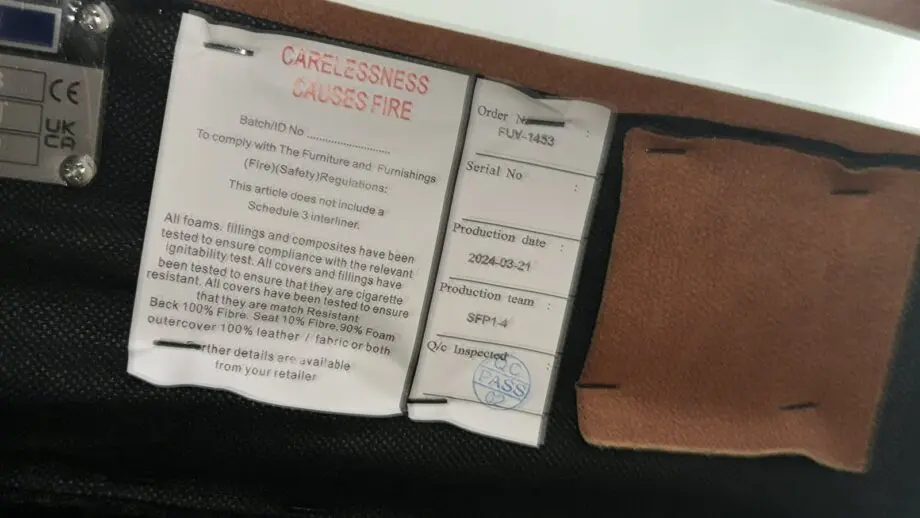 CE
UK
CA
CARELESSNESS
CAUSES FIRE
Batch/ID No ........................
To comply with The Furniture and Furnishings
(Fire)(Safety)Regulations:
This article does not include a
Schedule 3 interliner.
All foams, fillings and composites have been
tested to ensure compliance with the relevant
ignitability test. All covers and fillings have
been tested to ensure that they are cigarette
resistant. All covers have been tested to ensure
that they are match Resistant
Back 100% Fibre. Seat 10% Fibre,90% Foam
outercover 100% leather / fabric or both
rther details are available
from your retailer
Order N :
FUV-1453
Serial No :
Production date :
2024-03-21
Production team :
SFP1-4
Q/c Inspected :
QC
PASS
02